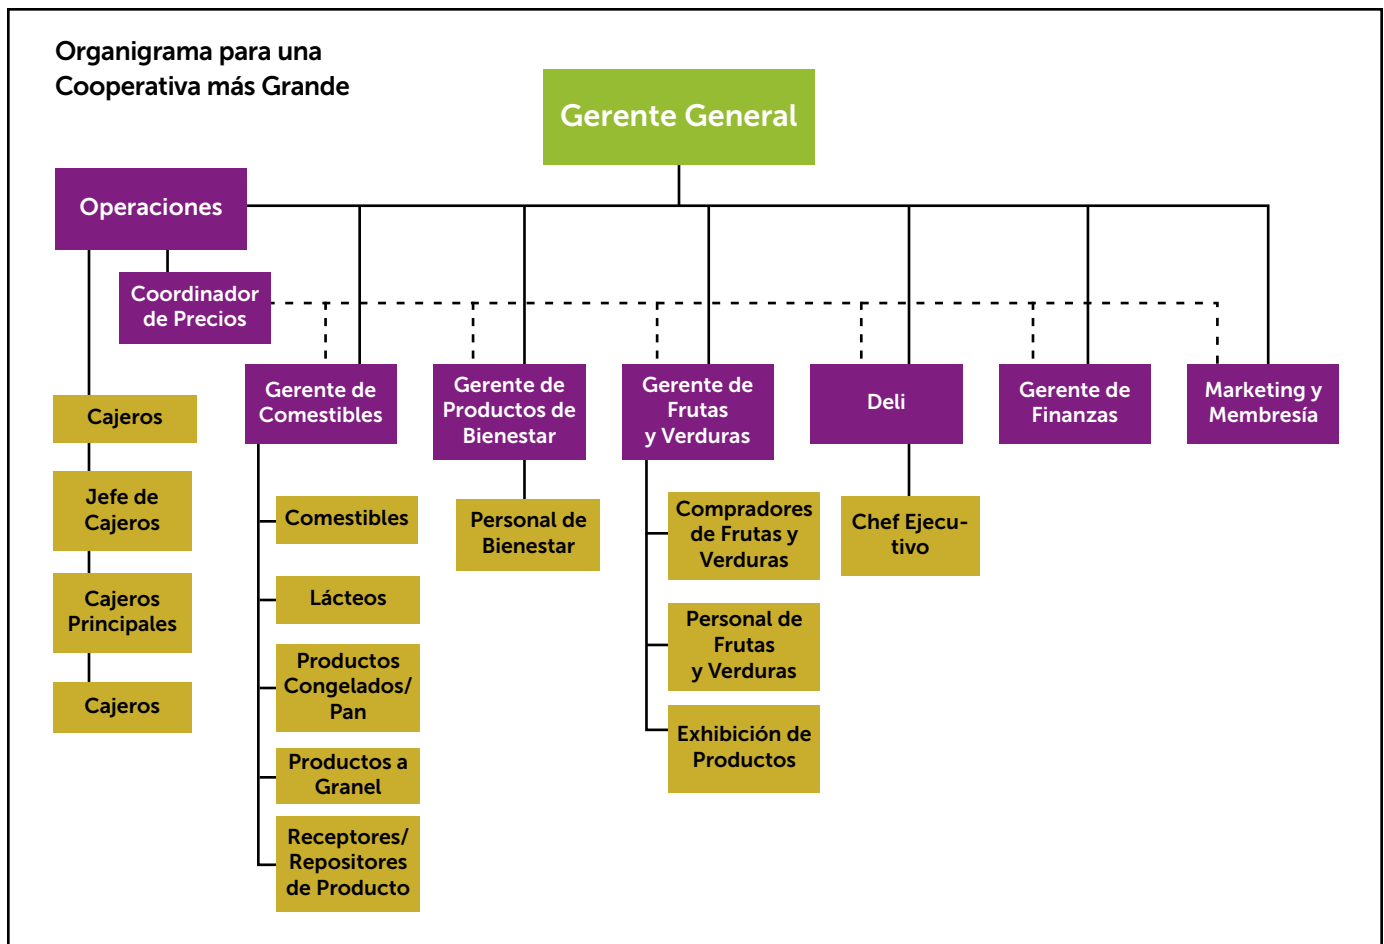 Organigrama para una
Cooperativa más Grande
Gerente General
Operaciones
Coordinador
de Precios
Gerente de
Comestibles
Gerente de
Productos de
Bienestar
Gerente de
Frutas
y Verduras
Deli
Gerente de
Finanzas
Marketing y
Membresía
Cajeros
Jefe de
Cajeros
Cajeros
Principales
Cajeros
Comestibles
Lácteos
Productos
Congelados/
Pan
Productos a
Granel
Receptores/
Repositores
de Producto
Personal de
Bienestar
Compradores
de Frutas y
Verduras
Personal de
Frutas
y Verduras
Exhibición de
Productos
Chef Ejecu-
tivo